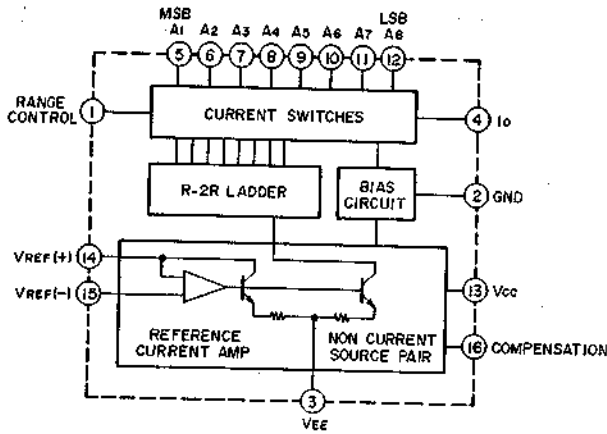 MSB LSB
A1 A2 A3 A4 A5 A6 A7 A8
5 6 7 8 9 10 11 12
RANGE CONTROL 1
CURRENT SWITCHES
4 Io
R-2R LADDER
BIAS CIRCUIT
2 GND
VREF(+) 14
VREF(-) 15
13 Vcc
REFERENCE CURRENT AMP
NON CURRENT SOURCE PAIR
16 COMPENSATION
3
VEE